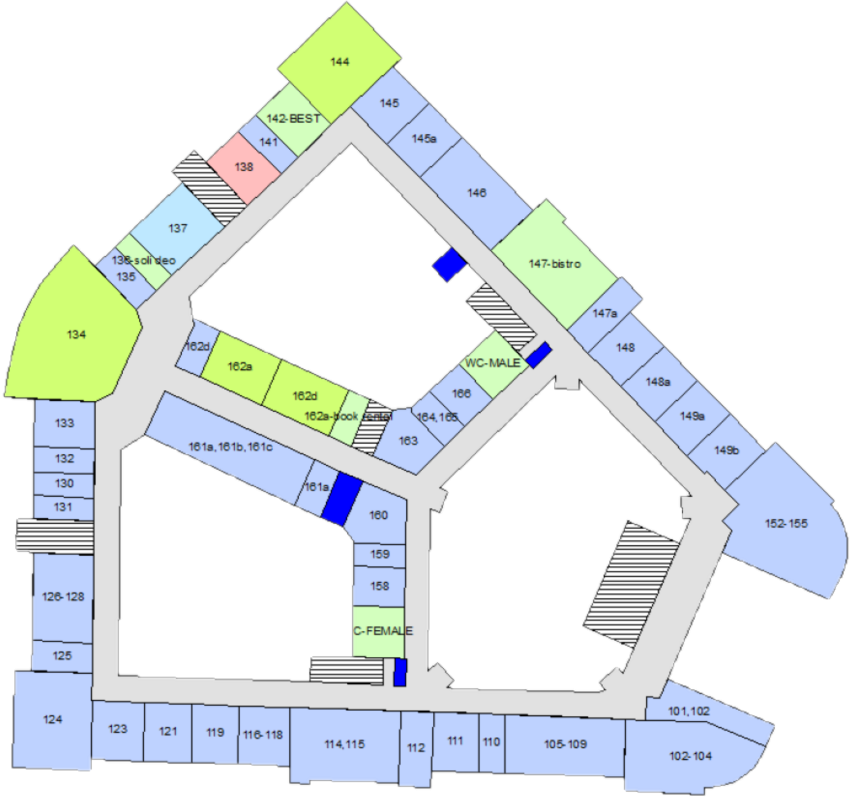 144
145
142-BEST
145a
141
138
146
137
136-soli deo
147-bistro
135
147a
134
148
162d
WC-MALE
162a
148a
166
162d
149a
162a-book rental
164,165
133
163
149b
161a,161b,161c
132
130
161a
131
160
152-155
159
158
126-128
C-FEMALE
125
101,102
124
123
121
119
116-118
114,115
112
111
110
105-109
102-104